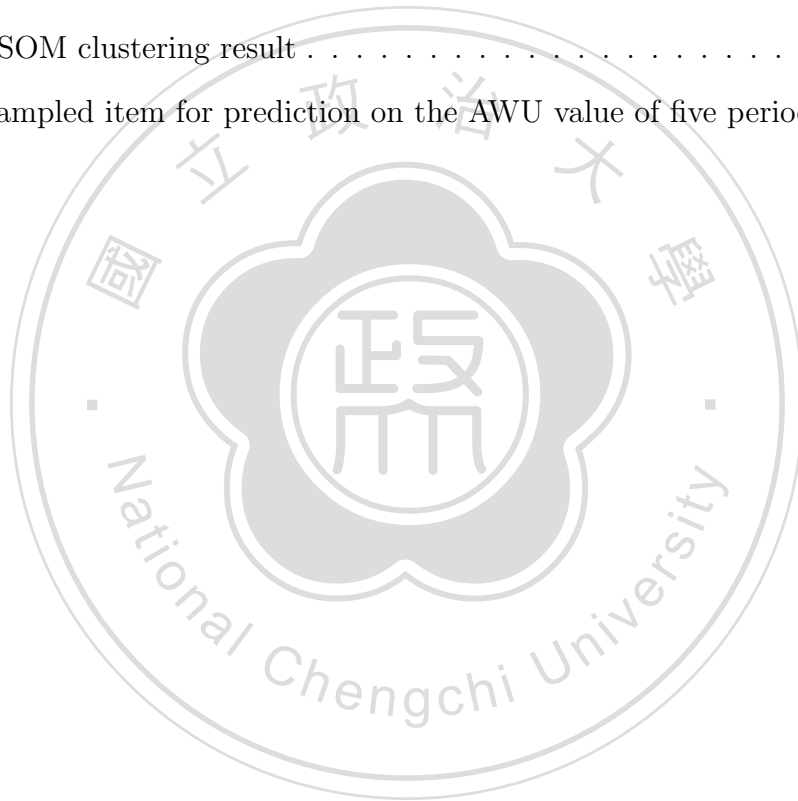 SOM clustering result . . . . . . . . . . . . . . . . . . . .
ampled item for prediction on the AWU value of five perio
國立政治大學
National Chengchi University